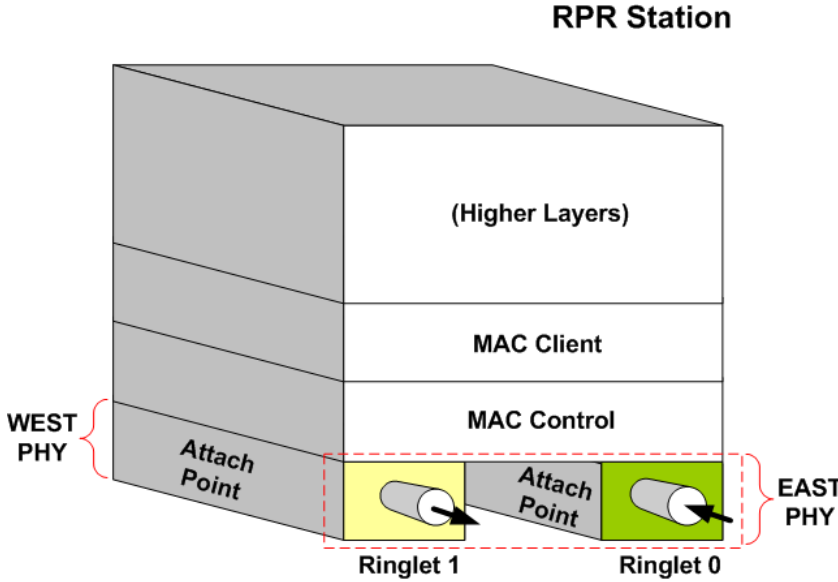 RPR Station
(Higher Layers)
MAC Client
MAC Control
WEST
PHY
Attach
Point
Attach
Point
EAST
PHY
Ringlet 1
Ringlet 0